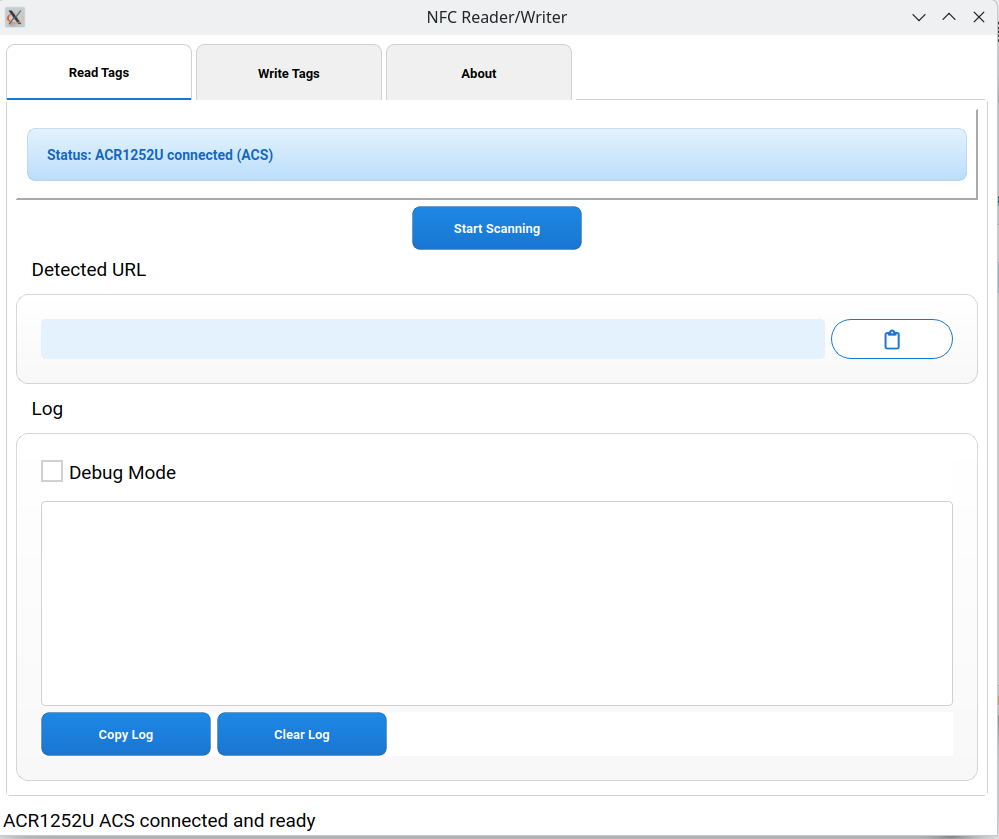 NFC Reader/Writer
Read Tags
Write Tags
About
Status: ACR1252U connected (ACS)
Start Scanning
Detected URL
Log
Debug Mode
Copy Log
Clear Log
ACR1252U ACS connected and ready